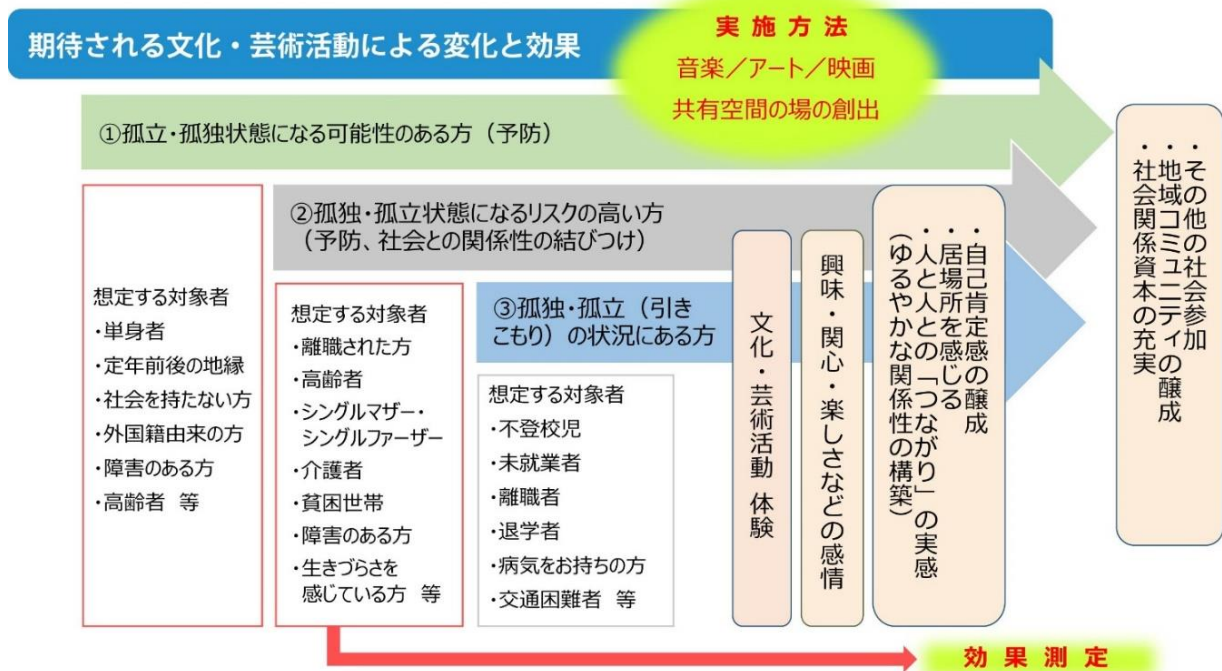 期待される文化・芸術活動による変化と効果
実施方法
音楽／アート／映画
共有空間の場の創出
①孤立・孤独状態になる可能性のある方（予防）
②孤独・孤立状態になるリスクの高い方
（予防、社会との関係性の結びつけ）
③孤独・孤立（引き
こもり）の状況にある方
想定する対象者
・単身者
・定年前後の地縁
・社会を持たない方
・外国籍由来の方
・障害のある方
・高齢者 等
想定する対象者
・離職された方
・高齢者
・シングルマザー・
シングルファーザー
・介護者
・貧困世帯
・障害のある方
・生きづらさを
感じている方 等
想定する対象者
・不登校児
・未就業者
・離職者
・退学者
・病気をお持ちの方
・交通困難者 等
文化・芸術活動 体験
興味・関心・楽しさなどの感情
・自己肯定感の醸成
・居場所を感じる
・人と人との「つながり」の実感
（ゆるやかな関係性の構築）
・その他の社会参加
・地域コミュニティの醸成
・社会関係資本の充実
効果測定